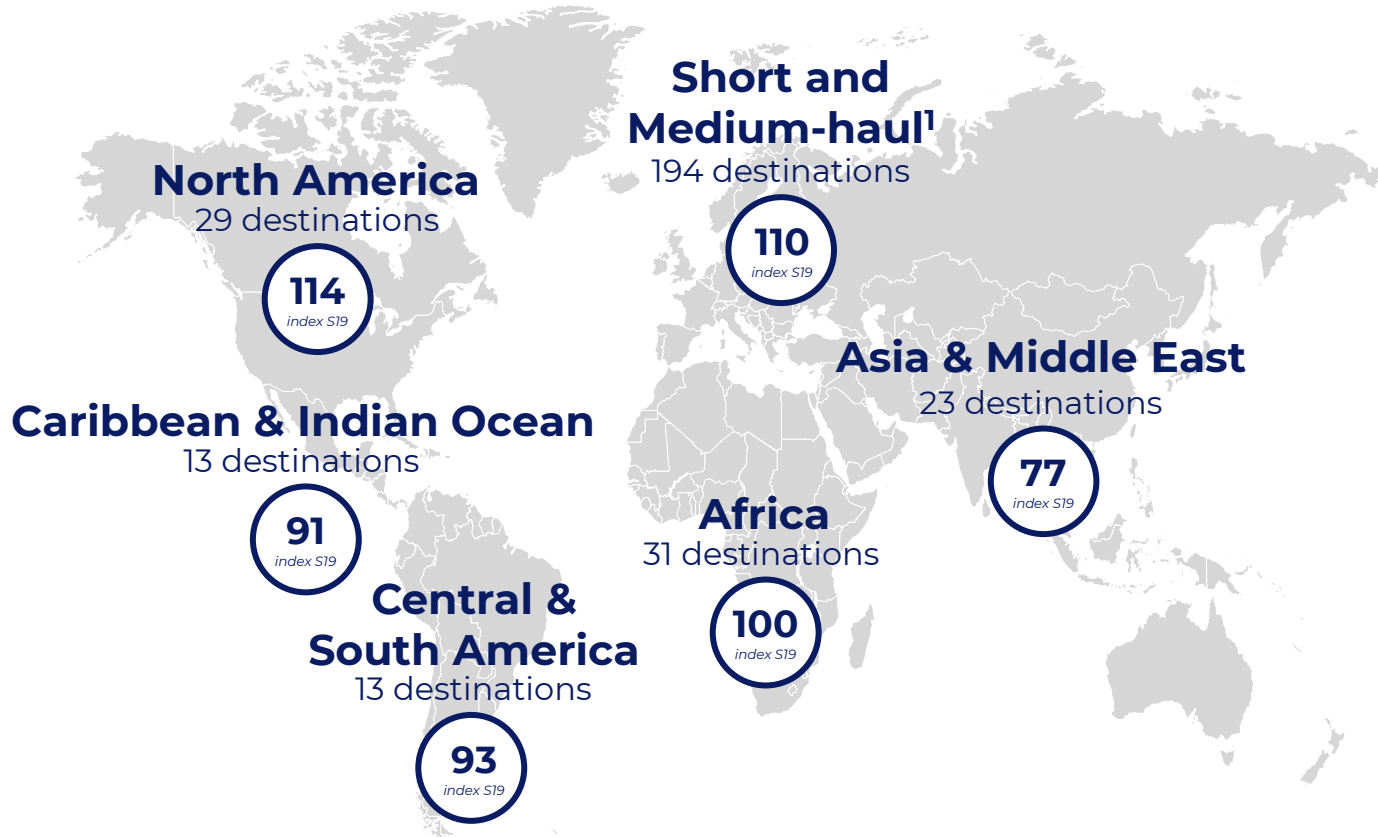 Short and
Medium-haul¹
194 destinations
110
index S19
North America
29 destinations
114
index S19
Asia & Middle East
23 destinations
77
index S19
Caribbean & Indian Ocean
13 destinations
91
index S19
Africa
31 destinations
100
index S19
Central &
South America
13 destinations
93
index S19